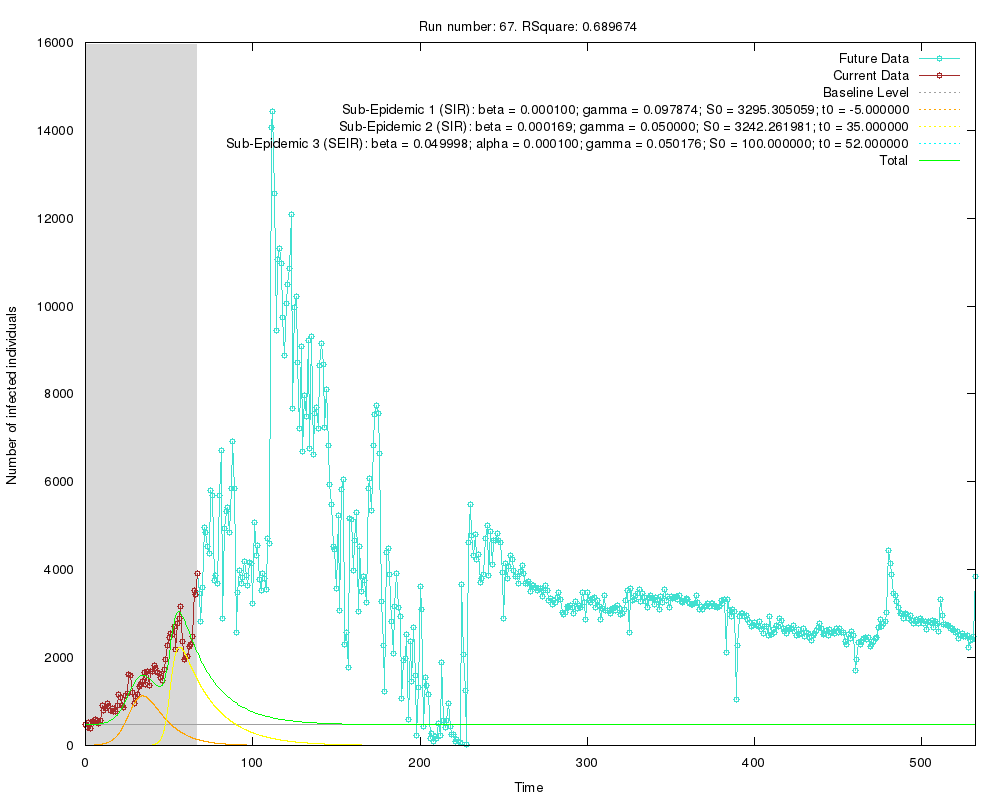 Run number: 67. RSquare: 0.689674
16000
14000
12000
10000
8000
6000
4000
2000
0
Number of infected individuals
Future Data
Current Data
Baseline Level
Sub-Epidemic 1 (SIR): beta = 0.000100; gamma = 0.097874; S0 = 3295.305059; t0 = -5.000000
Sub-Epidemic 2 (SIR): beta = 0.000169; gamma = 0.050000; S0 = 3242.261981; t0 = 35.000000
Sub-Epidemic 3 (SEIR): beta = 0.049998; alpha = 0.000100; gamma = 0.050176; S0 = 100.000000; t0 = 52.000000
Total
0 100 200 300 400 500
Time